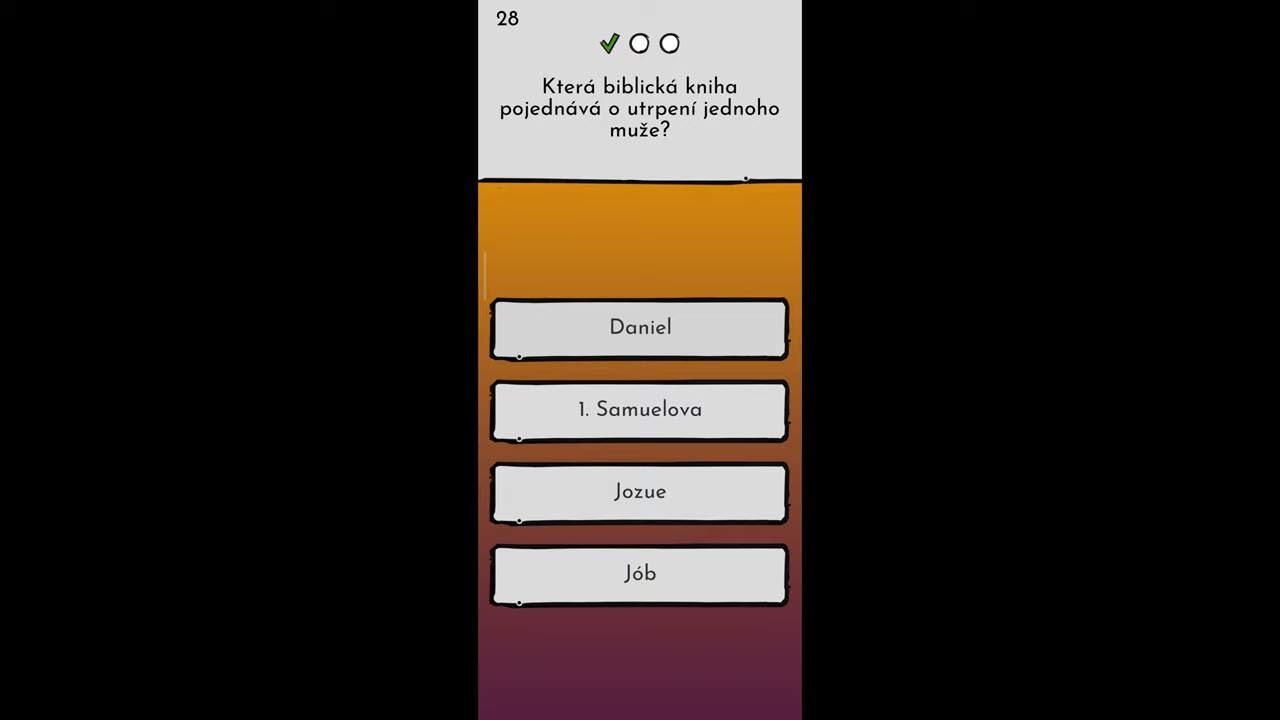 28
Která biblická kniha
pojednává o utrpení jednoho
muže?
Daniel
1. Samuelova
Jozue
Jób